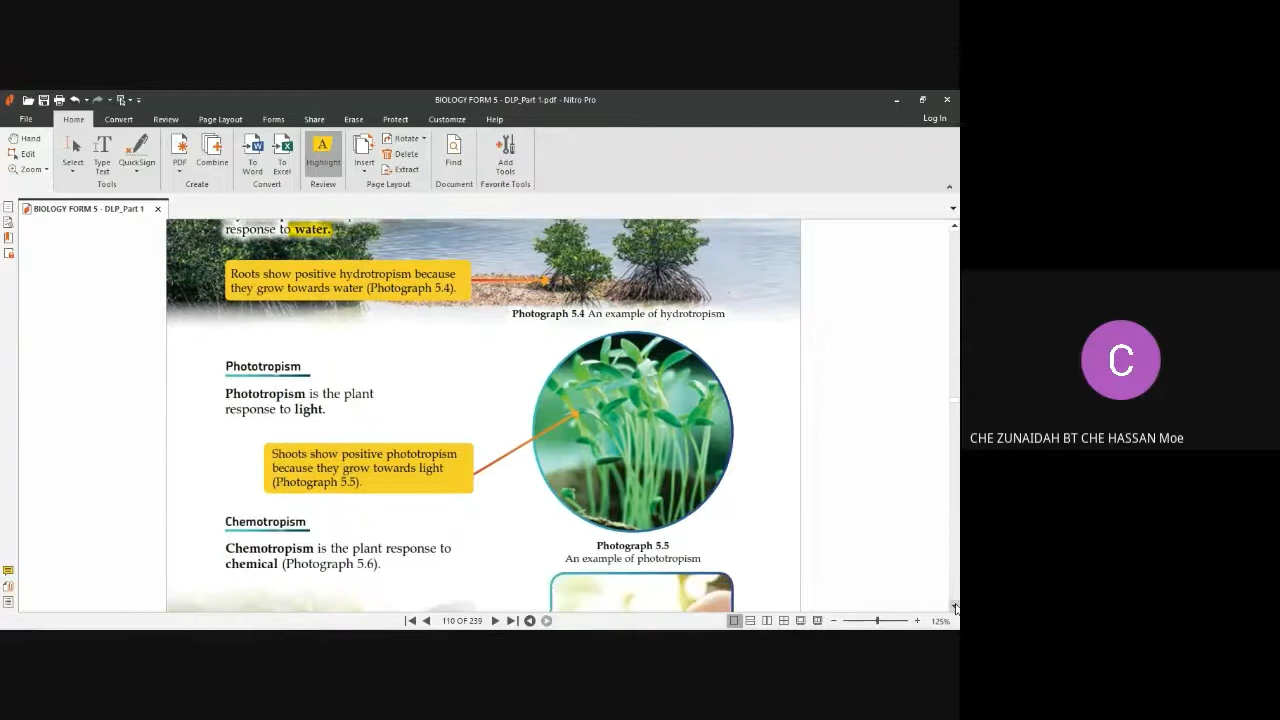 BIOLOGY FORM 5 - DLP_Part 1.pdf - Nitro Pro
File Home Convert Review Page Layout Forms Share Erase Protect Customize Help Log In
Hand
Edit
Zoom
Select
Type Text
QuickSign
PDF
Combine
To Word
To Excel
Highlight
Insert
Rotate
Delete
Extract
Find
Add Tools
Tools Create Convert Review Page Layout Document Favorite Tools
BIOLOGY FORM 5 - DLP_Part 1
response to water.
Roots show positive hydrotropism because
they grow towards water (Photograph 5.4).
Photograph 5.4 An example of hydrotropism
Phototropism
Phototropism is the plant
response to light.
Shoots show positive phototropism
because they grow towards light
(Photograph 5.5).
Chemotropism
Chemotropism is the plant response to
chemical (Photograph 5.6).
Photograph 5.5
An example of phototropism
110 OF 239
125%
C
CHE ZUNAIDAH BT CHE HASSAN Moe